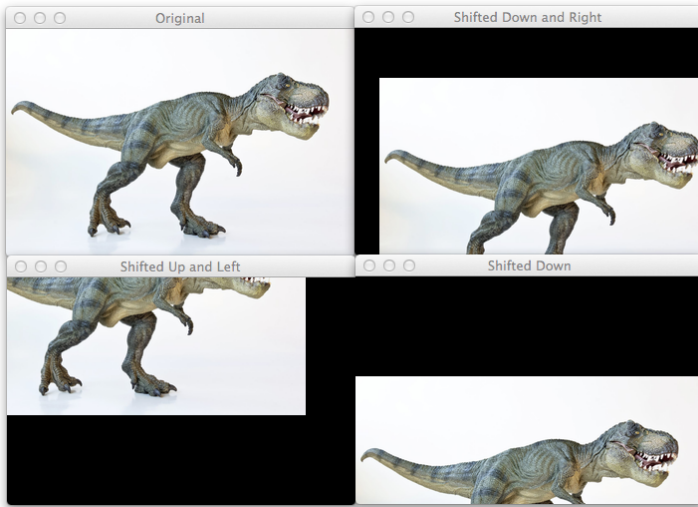 Original
Shifted Down and Right
Shifted Up and Left
Shifted Down